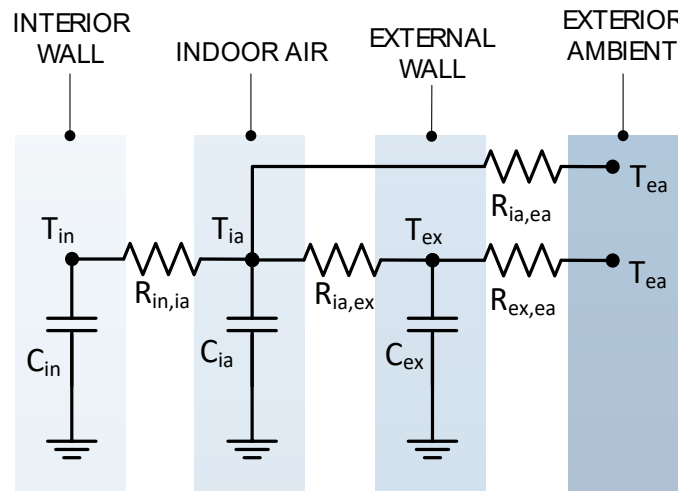 INTERIOR
WALL
INDOOR AIR
EXTERNAL
WALL
EXTERIOR
AMBIENT
T_ea
R_ia,ea
T_in
T_ia
T_ex
T_ea
R_in,ia
R_ia,ex
R_ex,ea
C_in
C_ia
C_ex